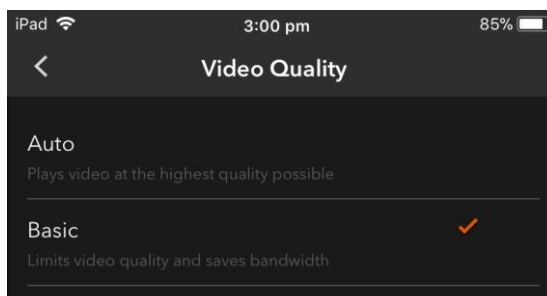 iPad 3:00 pm 85%
Video Quality
Auto
Plays video at the highest quality possible
Basic
Limits video quality and saves bandwidth